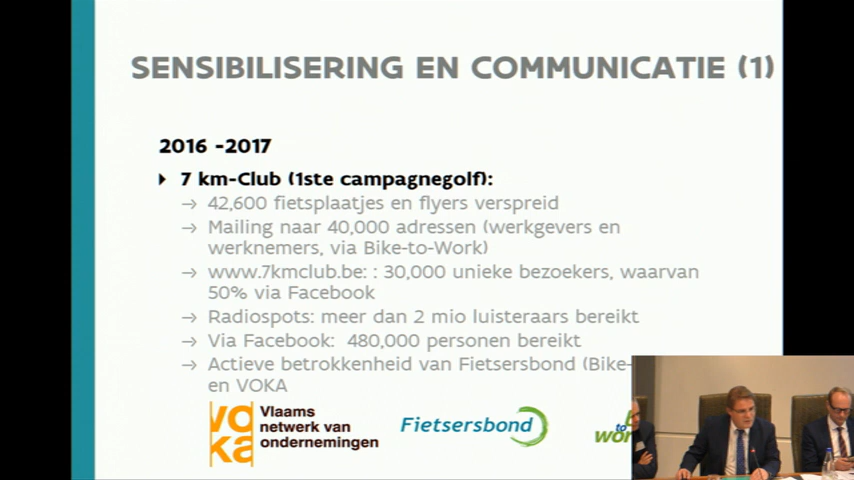 SENSIBILISERING EN COMMUNICATIE (1)
2016 -2017
7 km-Club (1ste campagnegolf):
→ 42,600 fietsplaatjes en flyers verspreid
→ Mailing naar 40,000 adressen (werkgevers en
werknemers, via Bike-to-Work)
→ www.7kmclub.be: : 30,000 unieke bezoekers, waarvan
50% via Facebook
→ Radiospots: meer dan 2 mio luisteraars bereikt
→ Via Facebook: 480,000 personen bereikt
→ Actieve betrokkenheid van Fietsersbond (Bike-
en VOKA
VOKA
Vlaams
netwerk van
ondernemingen
Fietsersbond
to